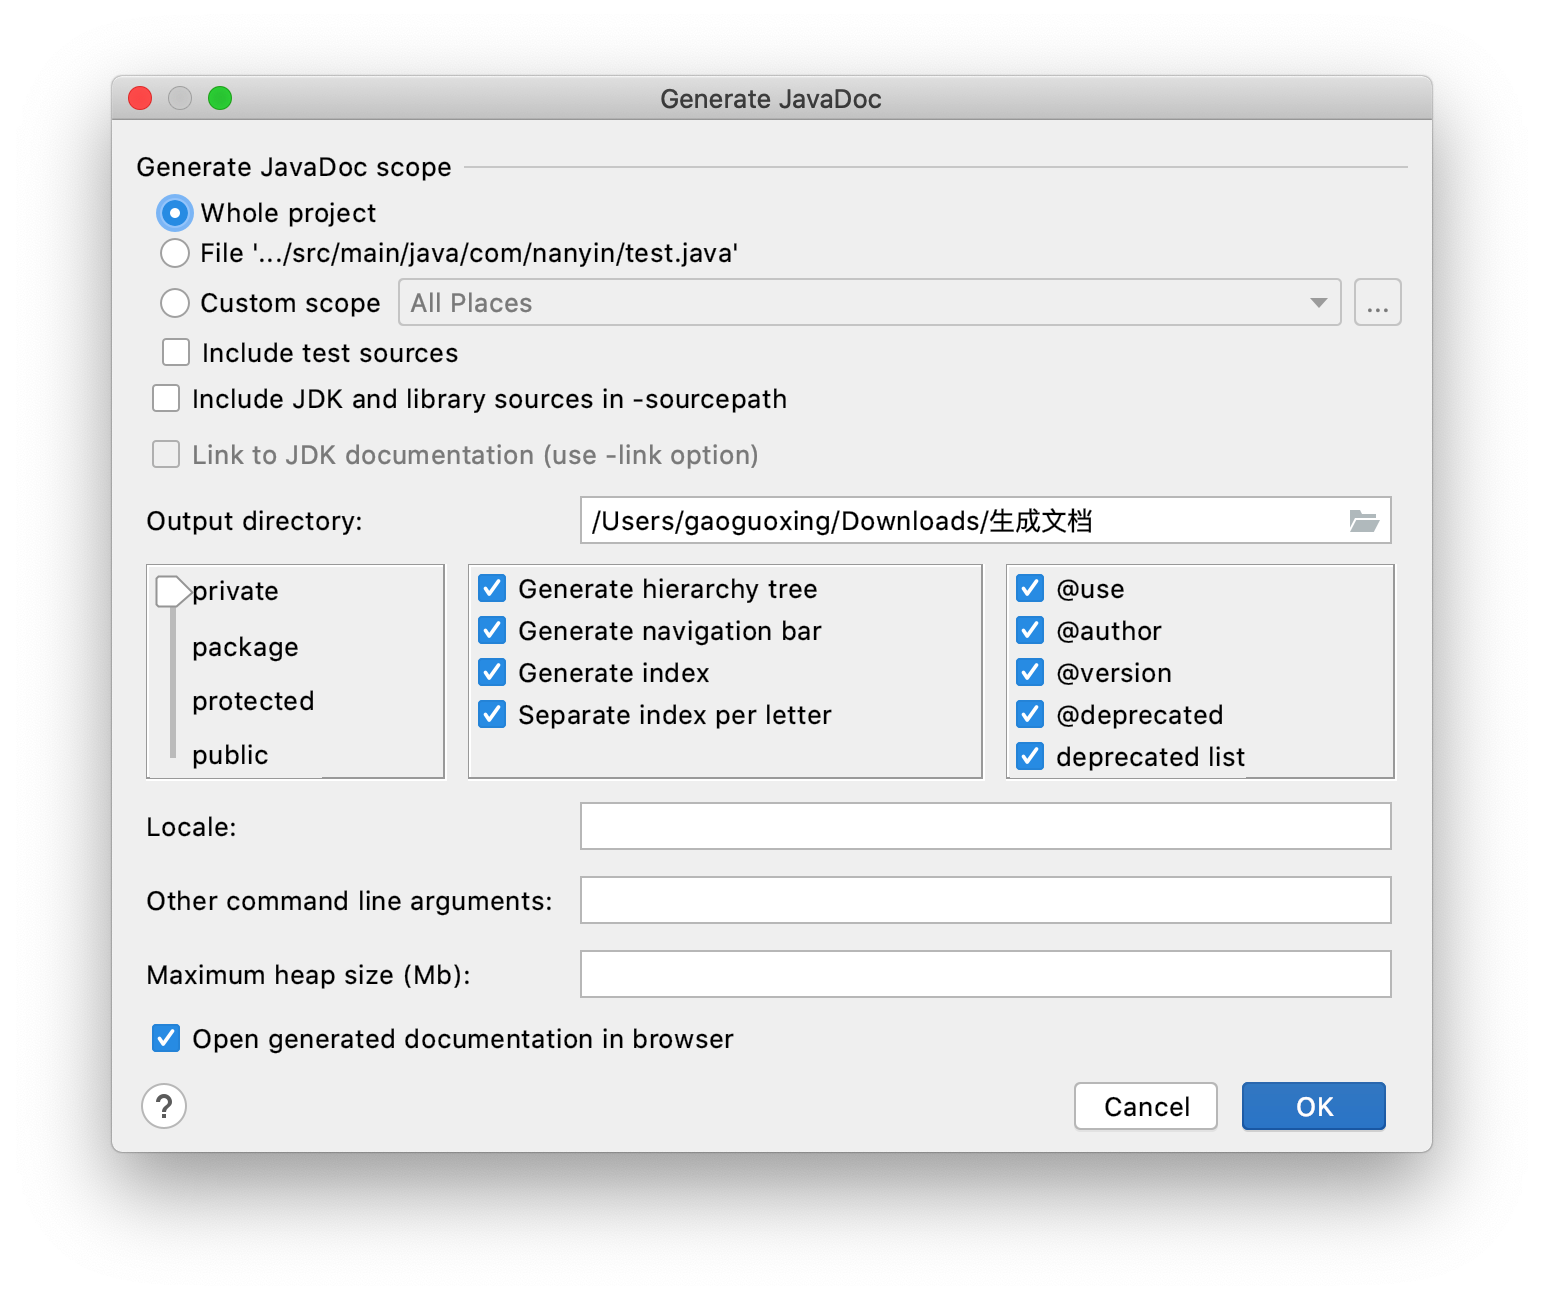 Generate JavaDoc
Generate JavaDoc scope
Whole project
File '.../src/main/java/com/nanyin/test.java'
Custom scope All Places ...
Include test sources
Include JDK and library sources in -sourcepath
Link to JDK documentation (use -link option)
Output directory: /Users/gaoguoxing/Downloads/生成文档
private
package
protected
public
Generate hierarchy tree
Generate navigation bar
Generate index
Separate index per letter
@use
@author
@version
@deprecated
deprecated list
Locale:
Other command line arguments:
Maximum heap size (Mb):
Open generated documentation in browser
? Cancel OK